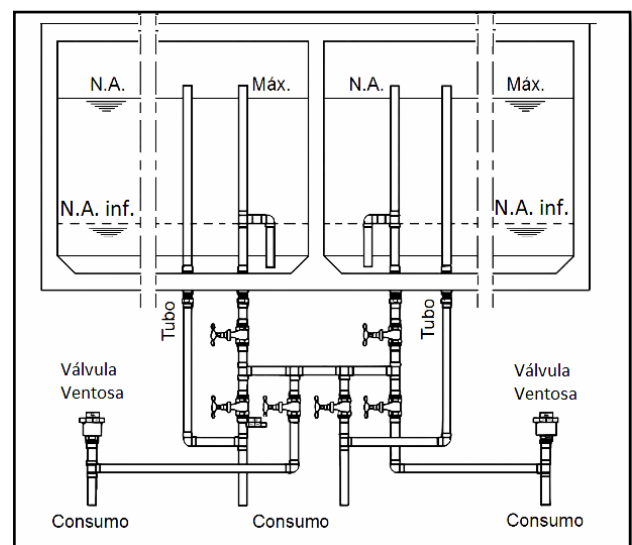 N.A.
Máx.
N.A.
Máx.
N.A. inf.
N.A. inf.
Tubo
Tubo
Válvula
Ventosa
Válvula
Ventosa
Consumo
Consumo
Consumo